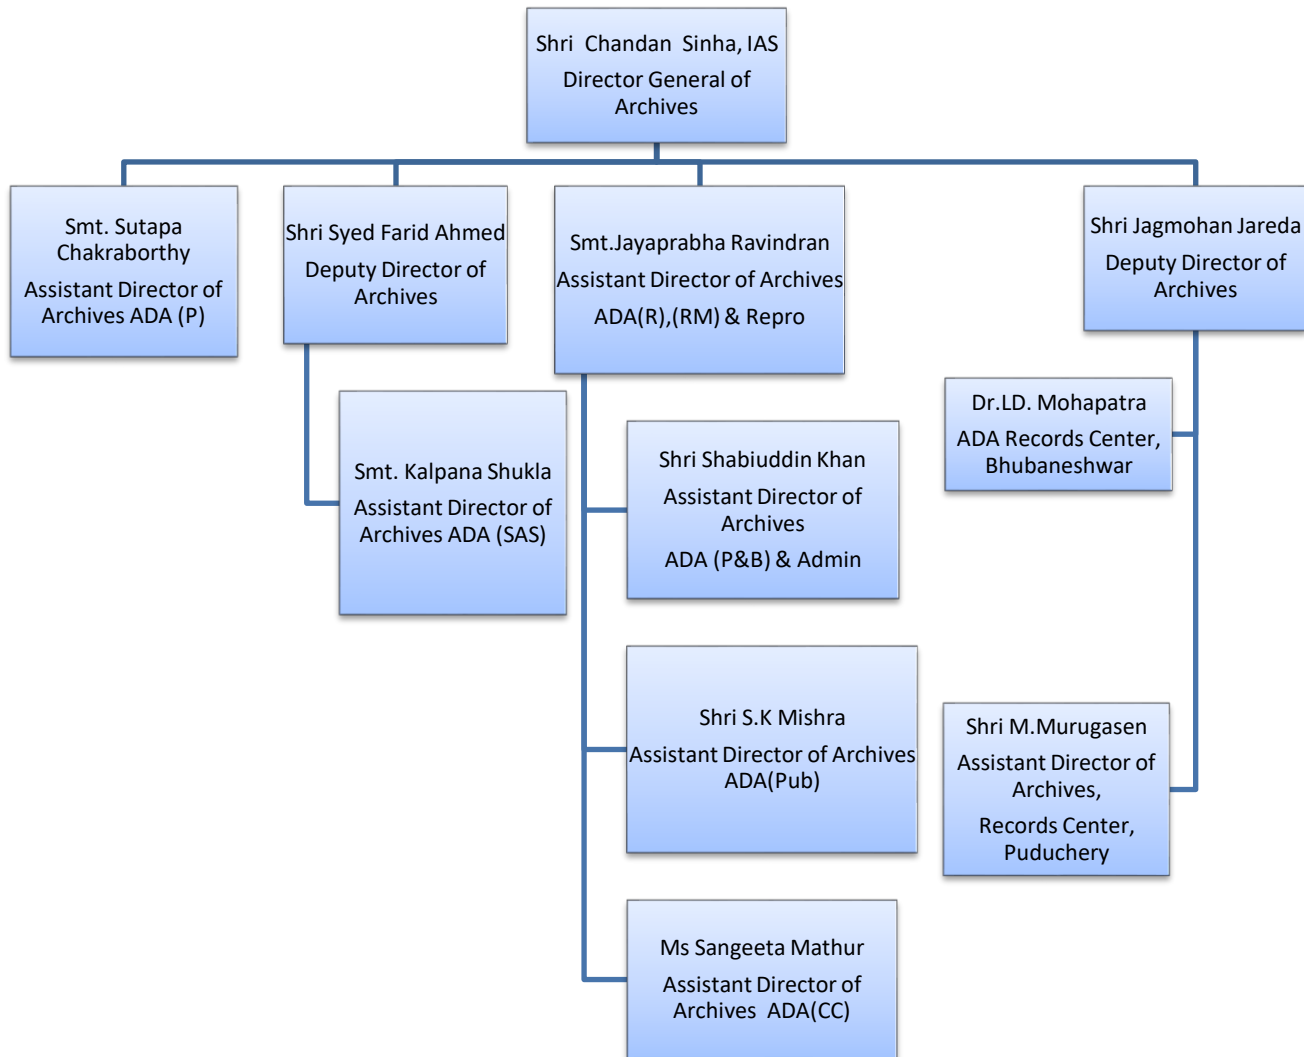 Shri Chandan Sinha, IAS
Director General of
Archives
Smt. Sutapa
Chakraborthy
Assistant Director of
Archives ADA (P)
Shri Syed Farid Ahmed
Deputy Director of
Archives
Smt.Jayaprabha Ravindran
Assistant Director of Archives
ADA(R),(RM) & Repro
Shri Jagmohan Jareda
Deputy Director of
Archives
Smt. Kalpana Shukla
Assistant Director of
Archives ADA (SAS)
Shri Shabiuddin Khan
Assistant Director of
Archives
ADA (P&B) & Admin
Dr.LD. Mohapatra
ADA Records Center,
Bhubaneshwar
Shri S.K Mishra
Assistant Director of Archives
ADA(Pub)
Shri M.Murugasen
Assistant Director of
Archives,
Records Center,
Puduchery
Ms Sangeeta Mathur
Assistant Director of
Archives ADA(CC)